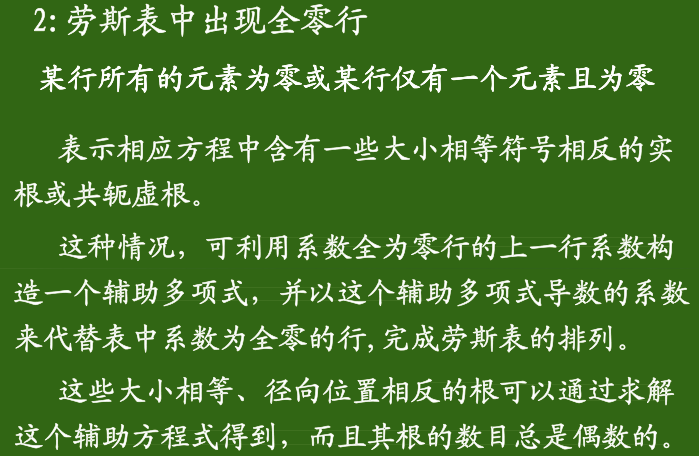 2: 劳斯表中出现全零行
某行所有的元素为零或某行仅有一个元素且为零
表示相应方程中含有一些大小相等符号相反的实
根或共轭虚根。
这种情况，可利用系数全为零行的上一行系数构
造一个辅助多项式，并以这个辅助多项式导数的系数
来代替表中系数为全零的行, 完成劳斯表的排列。
这些大小相等、径向位置相反的根可以通过求解
这个辅助方程式得到，而且其根的数目总是偶数的。